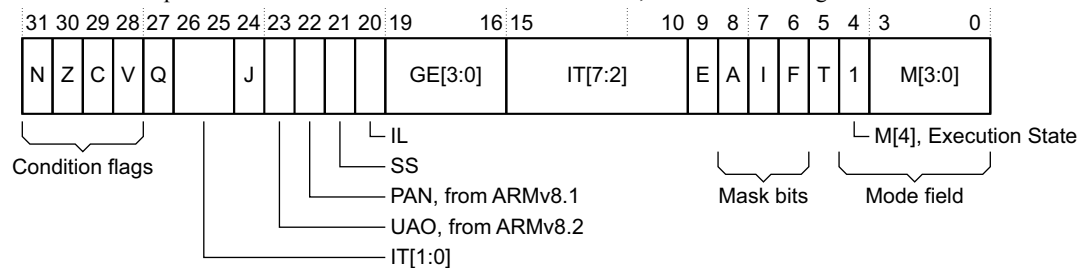 31 30 29 28 27 26 25 24 23 22 21 20 19 16 15 10 9 8 7 6 5 4 3 0
N Z C V Q J GE[3:0] IT[7:2] E A I F T 1 M[3:0]
IL
M[4], Execution State
Condition flags
SS
Mask bits
Mode field
PAN, from ARMv8.1
UAO, from ARMv8.2
IT[1:0]